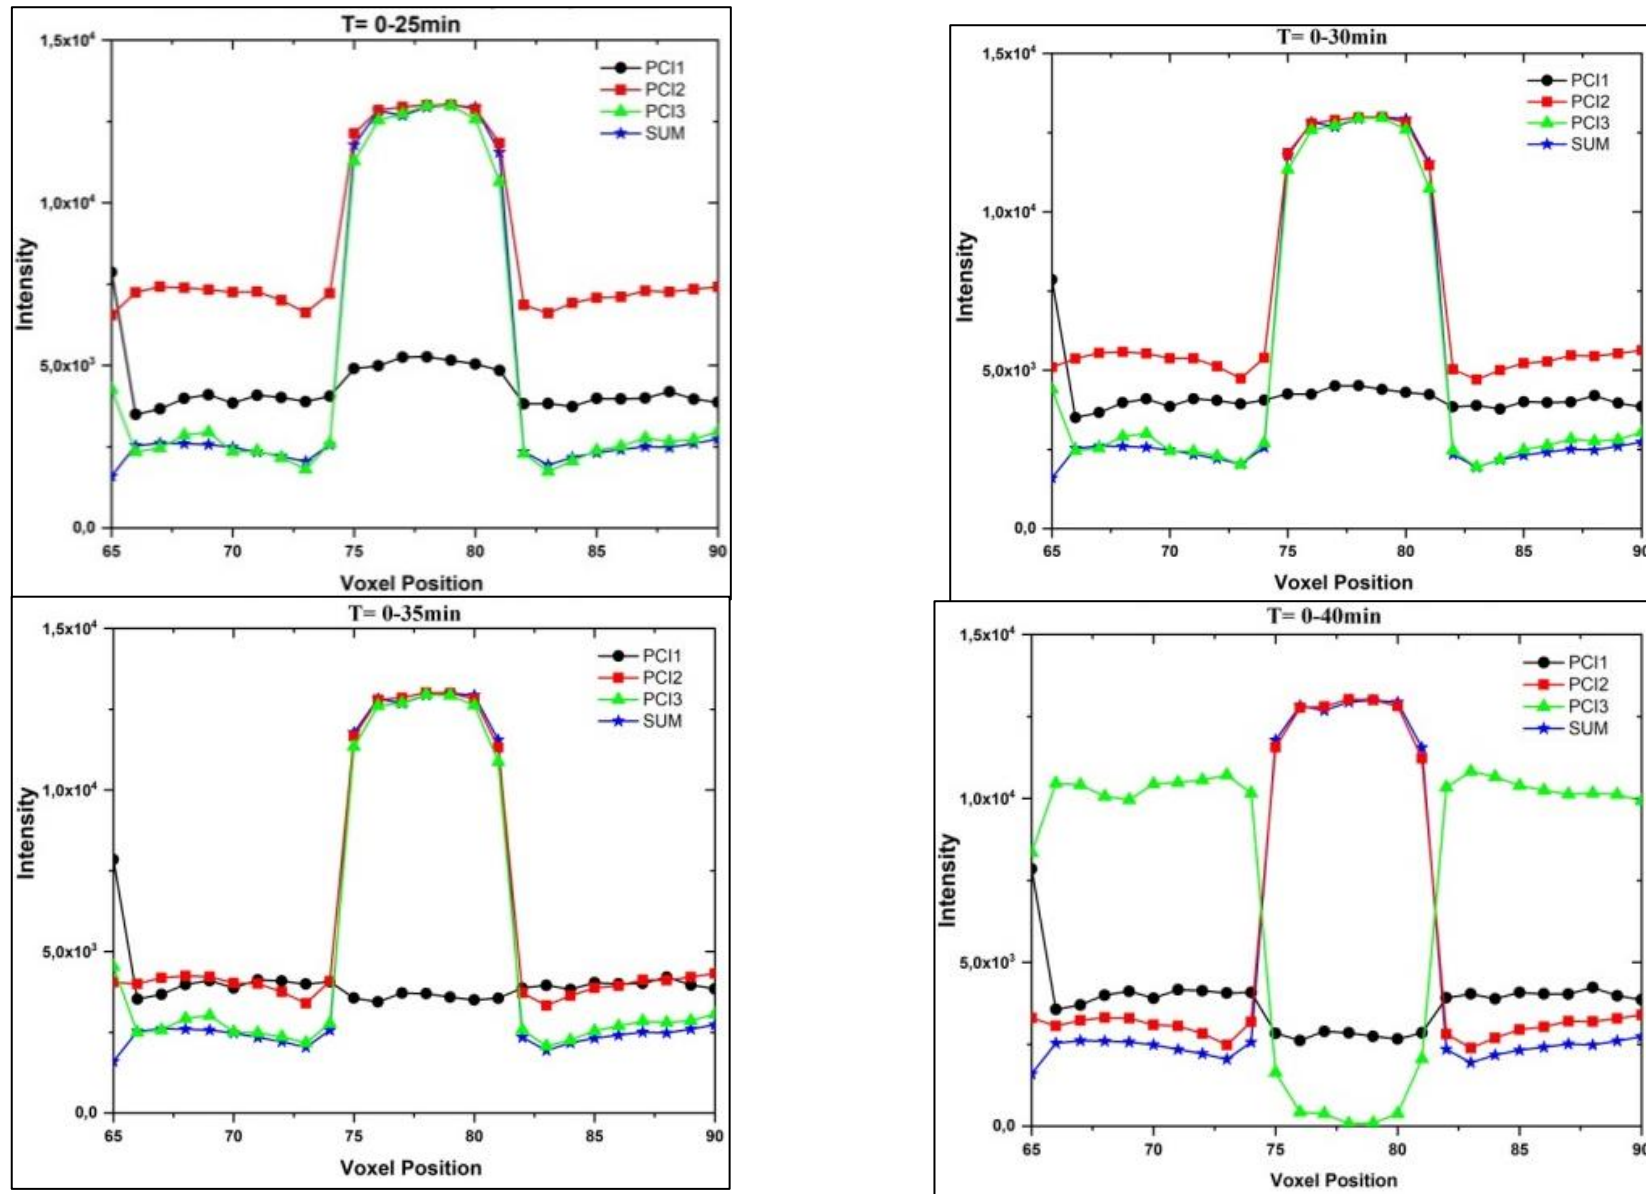 T= 0-25min
1,5x10⁴
1,0x10⁴
5,0x10³
0,0
Intensity
PCI1
PCI2
PCI3
SUM
65 70 75 80 85 90
Voxel Position
T= 0-30min
1,5x10⁴
1,0x10⁴
5,0x10³
0,0
Intensity
PCI1
PCI2
PCI3
SUM
65 70 75 80 85 90
Voxel Position
T= 0-35min
1,5x10⁴
1,0x10⁴
5,0x10³
0,0
Intensity
PCI1
PCI2
PCI3
SUM
65 70 75 80 85 90
Voxel Position
T= 0-40min
1,5x10⁴
1,0x10⁴
5,0x10³
0,0
Intensity
PCI1
PCI2
PCI3
SUM
65 70 75 80 85 90
Voxel Position